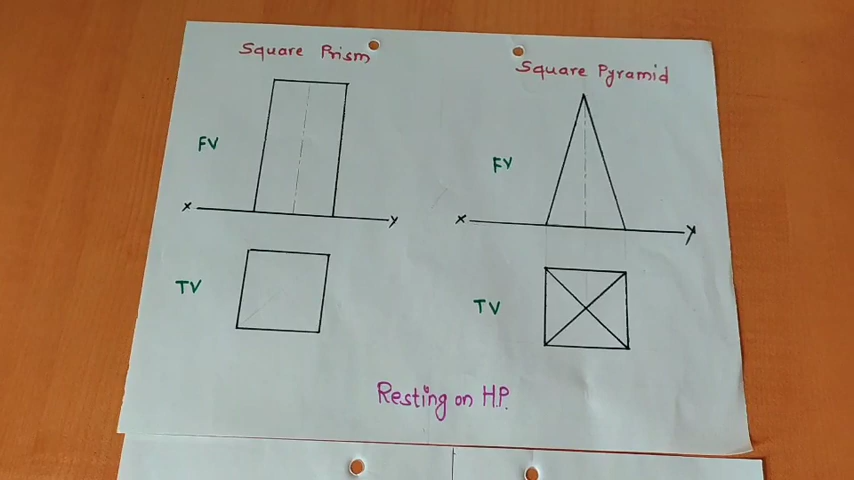 Square Prism
FV
X Y
TV
Square Pyramid
FV
X Y
TV
Resting on H.P.